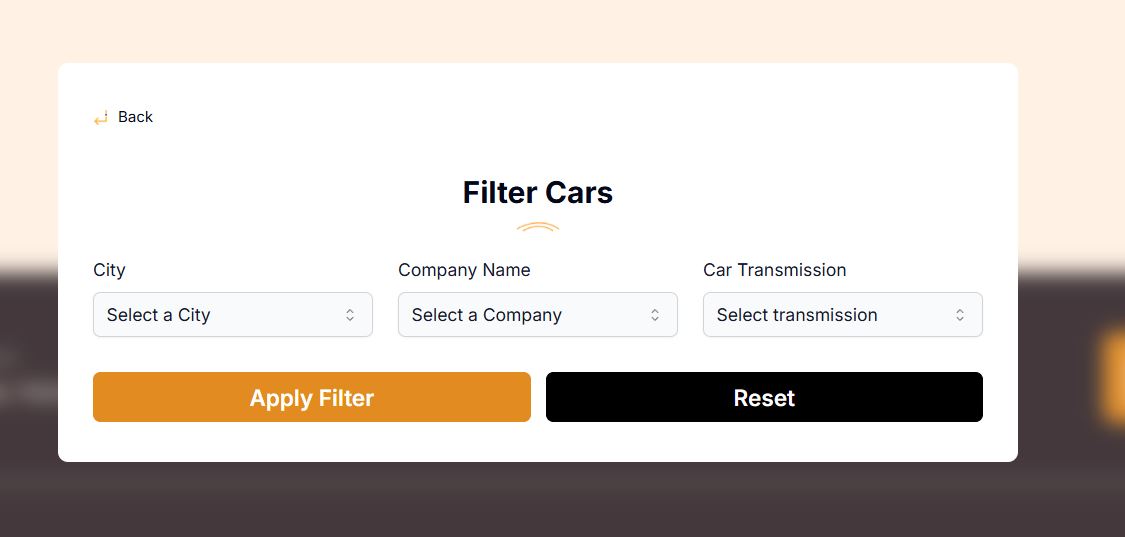 Back
Filter Cars
City
Company Name
Car Transmission
Select a City
Select a Company
Select transmission
Apply Filter
Reset